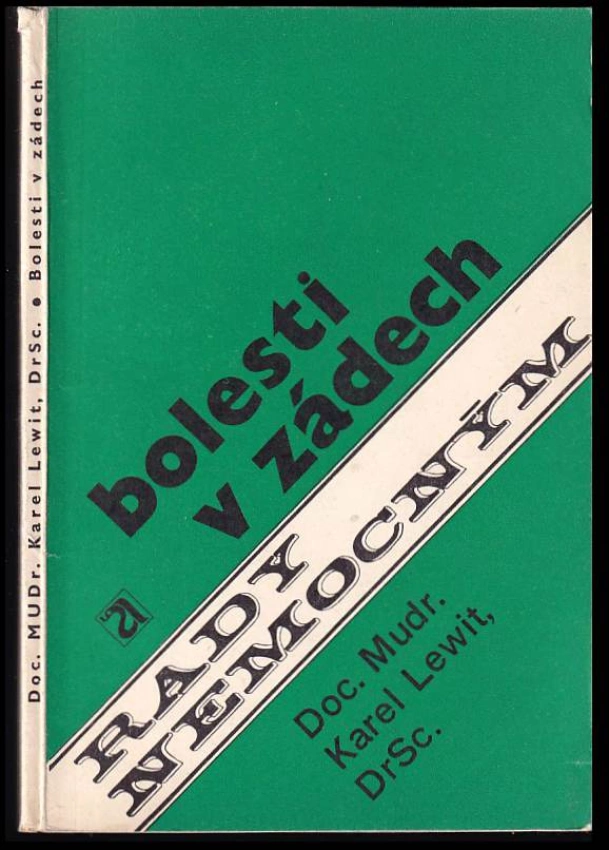 Doc. MUDr. Karel Lewit, DrSc. • Bolesti v zádech
bolesti
v zádech
RADY
NEMOCNÝM
Doc. Mudr.
Karel Lewit,
DrSc.